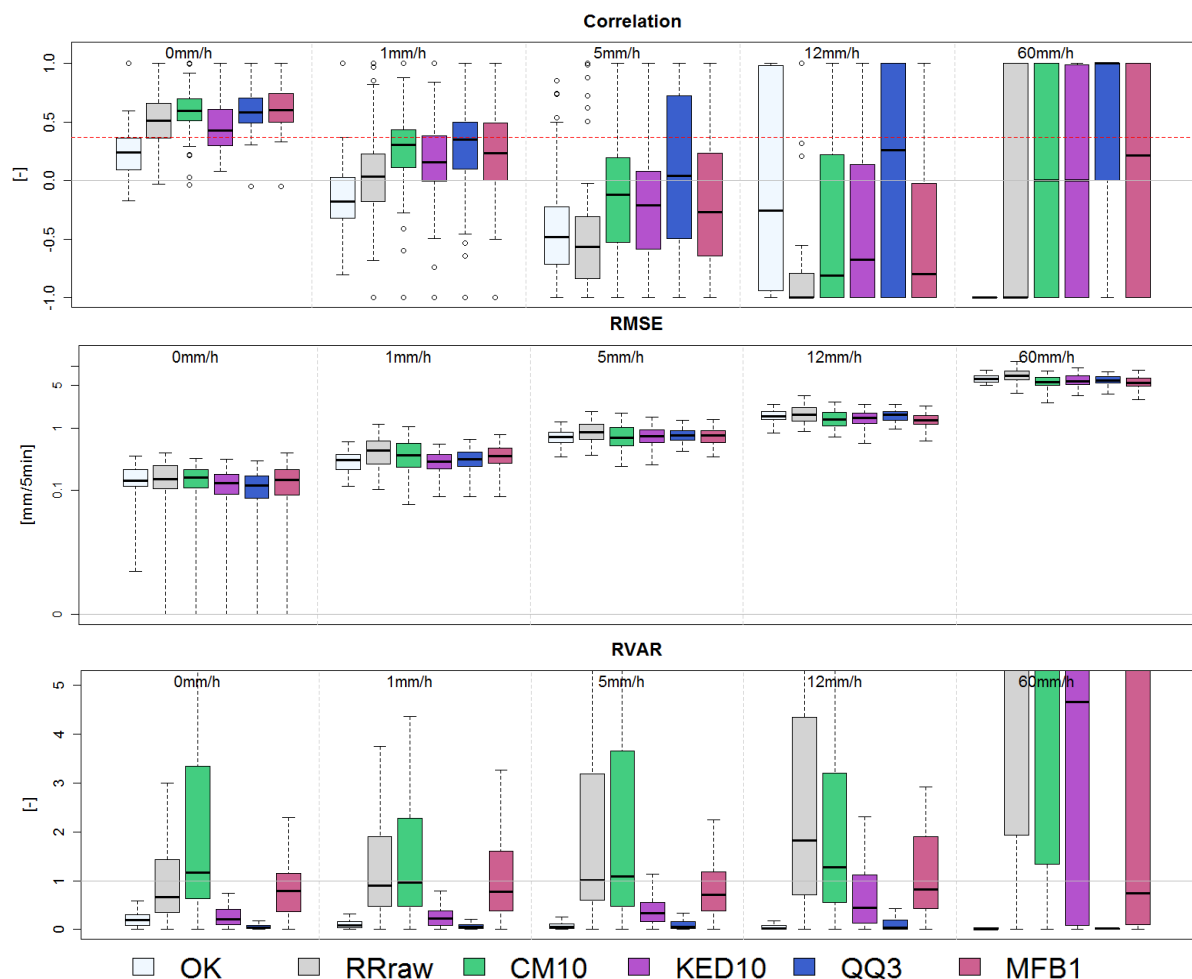 Correlation
0mm/h 1mm/h 5mm/h 12mm/h 60mm/h
1.0
0.5
0.0
-0.5
-1.0
[-]
RMSE
0mm/h 1mm/h 5mm/h 12mm/h 60mm/h
5
1
0.1
0
[mm/5min]
RVAR
0mm/h 1mm/h 5mm/h 12mm/h 60mm/h
5
4
3
2
1
0
[-]
OK RRraw CM10 KED10 QQ3 MFB1